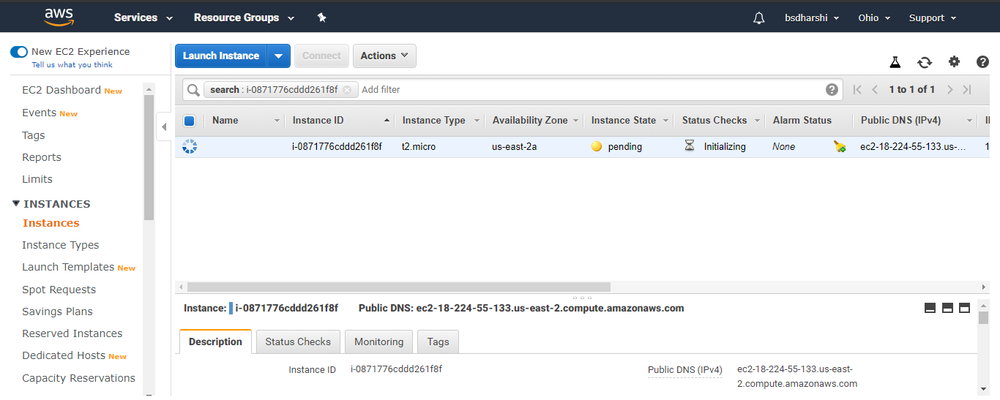 aws Services Resource Groups bsdharshi Ohio Support
New EC2 Experience
Tell us what you think
EC2 Dashboard New
Events New
Tags
Reports
Limits
INSTANCES
Instances
Instance Types
Launch Templates New
Spot Requests
Savings Plans
Reserved Instances
Dedicated Hosts New
Capacity Reservations
Launch Instance Connect Actions
search : i-0871776cddd261f8f Add filter 1 to 1 of 1
Name Instance ID Instance Type Availability Zone Instance State Status Checks Alarm Status Public DNS (IPv4)
i-0871776cddd261f8f t2.micro us-east-2a pending Initializing None ec2-18-224-55-133.us-...
Instance: i-0871776cddd261f8f Public DNS: ec2-18-224-55-133.us-east-2.compute.amazonaws.com
Description Status Checks Monitoring Tags
Instance ID i-0871776cddd261f8f Public DNS (IPv4) ec2-18-224-55-133.us-east-
2.compute.amazonaws.com